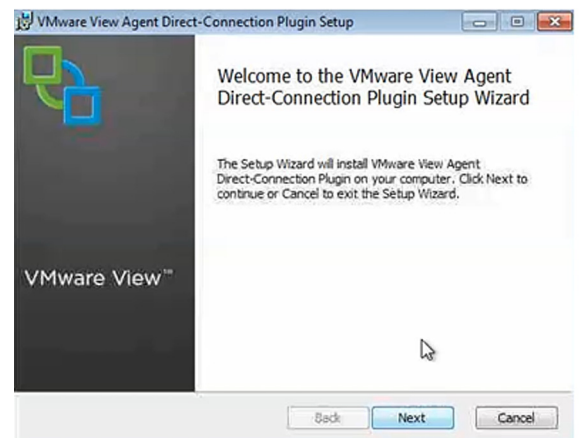 VMware View Agent Direct-Connection Plugin Setup
Welcome to the VMware View Agent
Direct-Connection Plugin Setup Wizard
The Setup Wizard will install VMware View Agent
Direct-Connection Plugin on your computer. Click Next to
continue or Cancel to exit the Setup Wizard.
VMware View™
Back Next Cancel